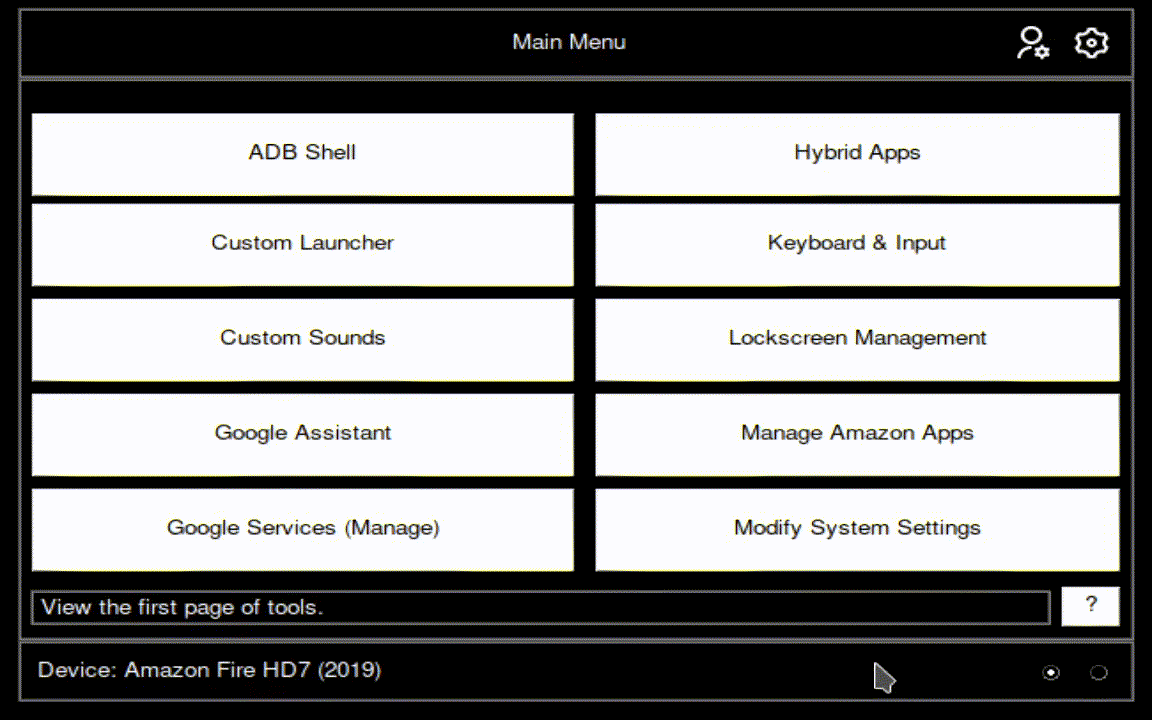 Main Menu
ADB Shell
Hybrid Apps
Custom Launcher
Keyboard & Input
Custom Sounds
Lockscreen Management
Google Assistant
Manage Amazon Apps
Google Services (Manage)
Modify System Settings
View the first page of tools.
?
Device: Amazon Fire HD7 (2019)